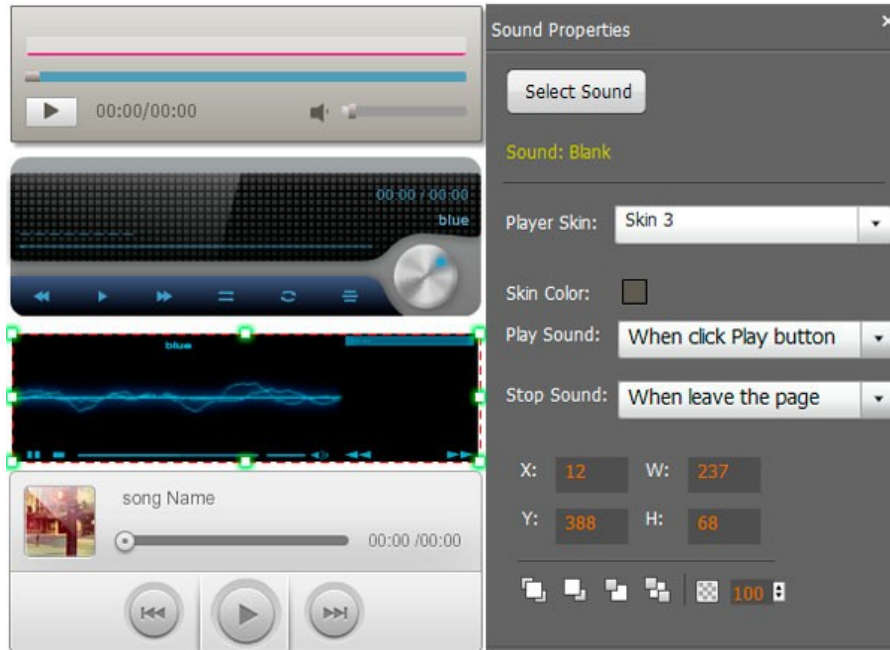 00:00/00:00
00:00 / 00:00
blue
blue
song Name
00:00 /00:00
Sound Properties
Select Sound
Sound: Blank
Player Skin: Skin 3
Skin Color:
Play Sound: When click Play button
Stop Sound: When leave the page
X: 12 W: 237
Y: 388 H: 68
100